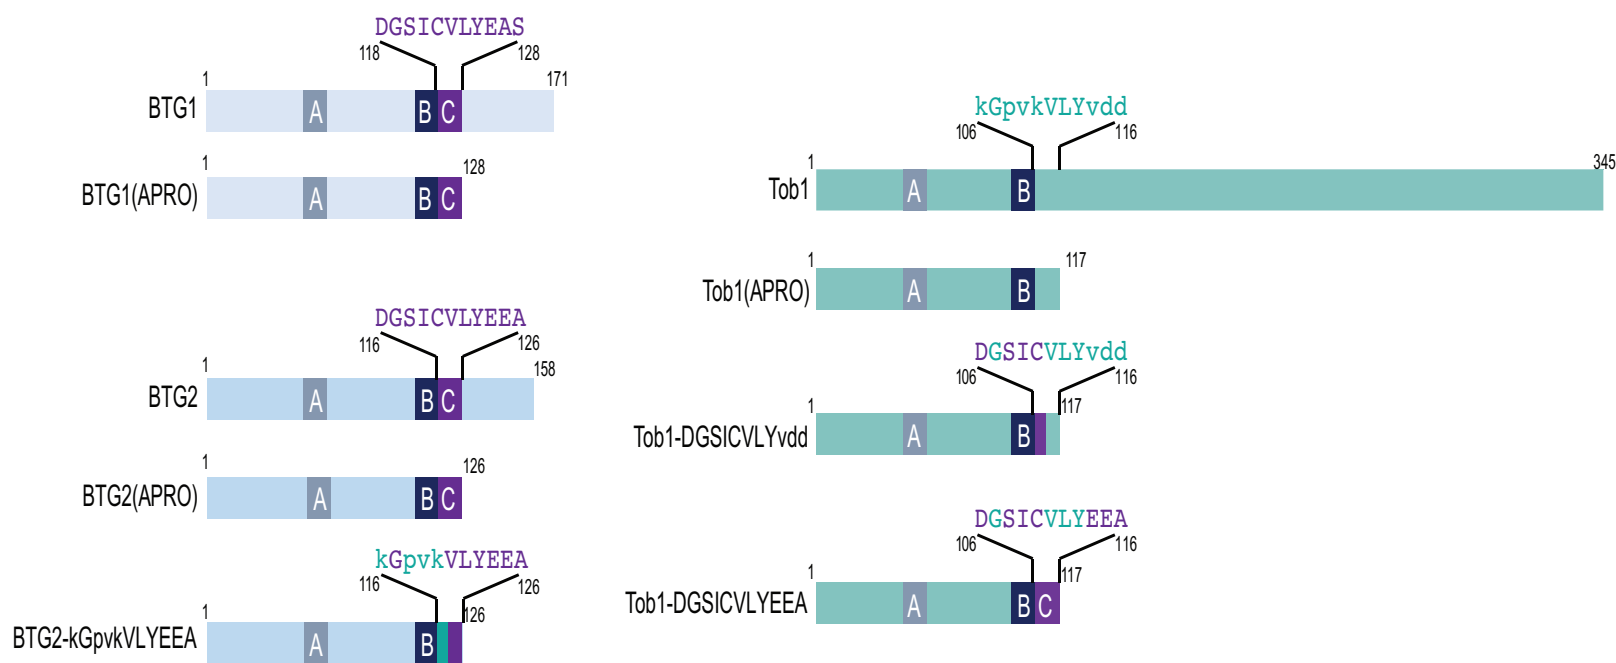 DGSICVLYEAS
118 128
1 171
BTG1 A B C
1 128
BTG1(APRO) A B C
DGSICVLYEEA
116 126
1 158
BTG2 A B C
1 126
BTG2(APRO) A B C
kGpvkVLYEEA
116 126
1 126
BTG2-kGpvkVLYEEA A B
kGpvkVLYvdd
106 116
1 345
Tob1 A B
1 117
Tob1(APRO) A B
DGSICVLYvdd
106 116
1 117
Tob1-DGSICVLYvdd A B
DGSICVLYEEA
106 116
1 117
Tob1-DGSICVLYEEA A B C